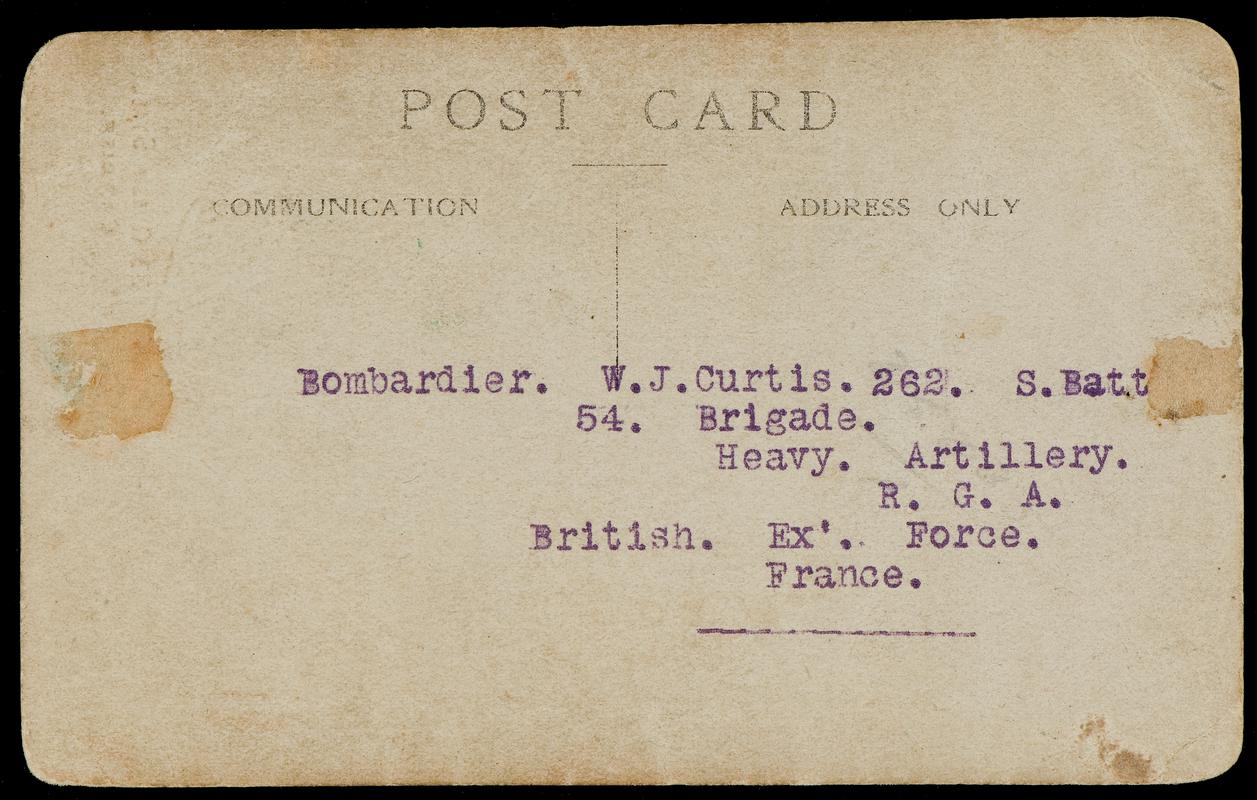 POST CARD
COMMUNICATION
ADDRESS ONLY
Bombardier. W.J.Curtis. 262. S.Batt
54. Brigade.
Heavy. Artillery.
R. G. A.
British. Ex'. Force.
France.